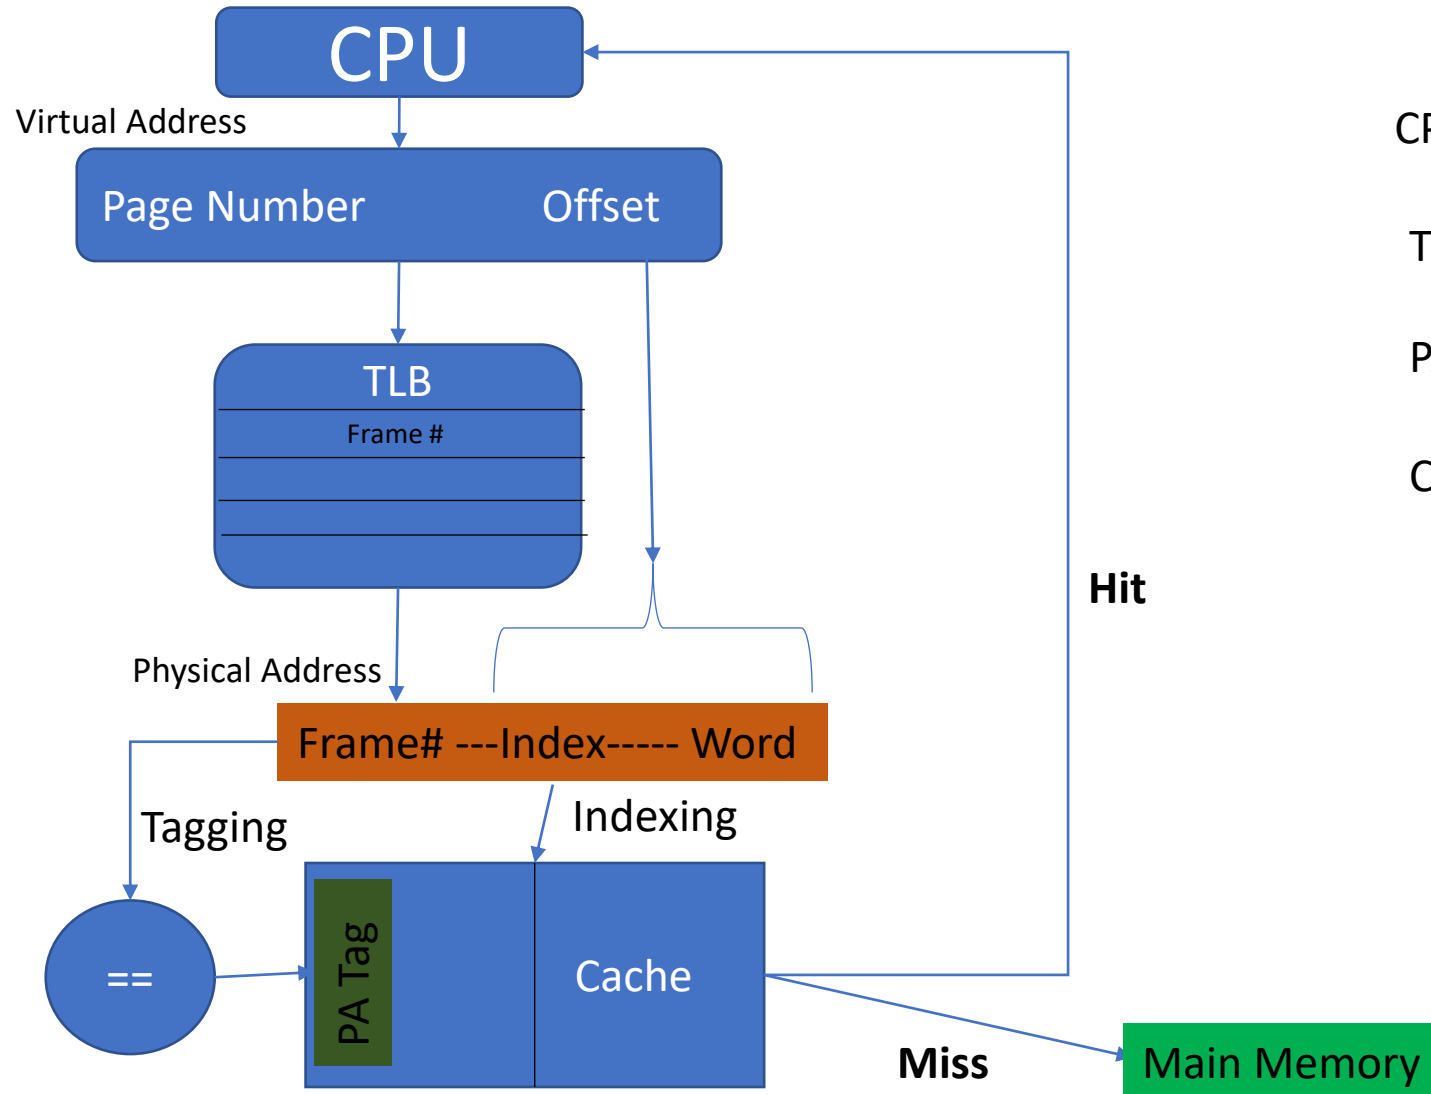 CPU
Virtual Address
Page Number Offset
TLB
Frame #
Physical Address
Frame# ---Index----- Word
Tagging
Indexing
==
PA Tag
Cache
Hit
Miss
Main Memory